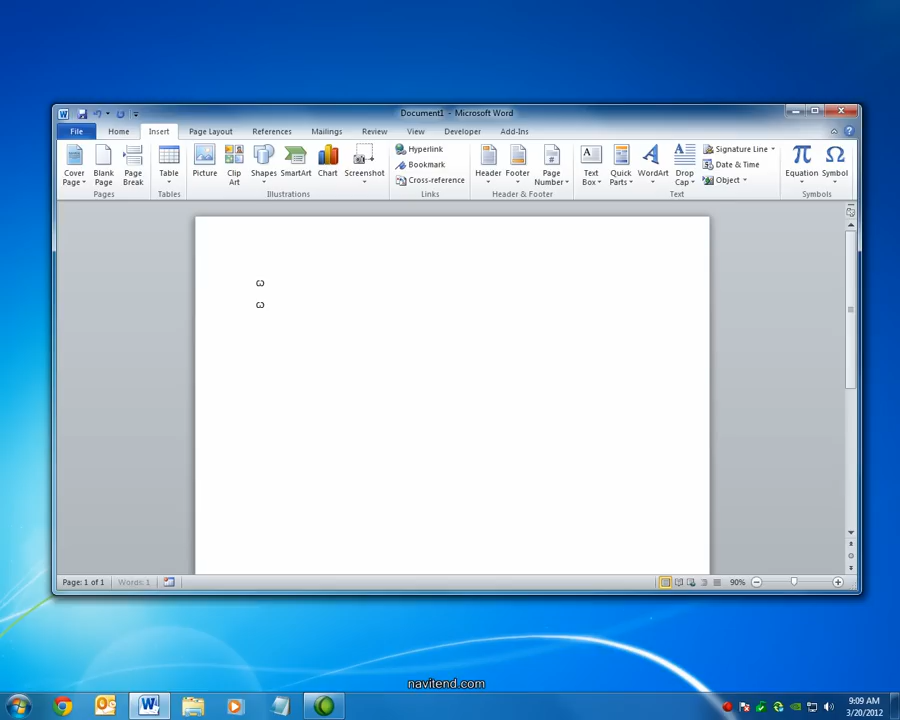 Document1 - Microsoft Word
File Home Insert Page Layout References Mailings Review View Developer Add-Ins
Cover Page
Blank Page
Page Break
Pages
Table
Tables
Picture
Clip Art
Shapes
SmartArt
Chart
Screenshot
Illustrations
Hyperlink
Bookmark
Cross-reference
Links
Header
Footer
Page Number
Header & Footer
A
Text Box
Quick Parts
WordArt
Drop Cap
Signature Line
Date & Time
Object
Text
π
Equation
Ω
Symbol
Symbols
ω
ω
Page: 1 of 1 Words: 1 90%
navitend.com
9:09 AM
3/20/2012